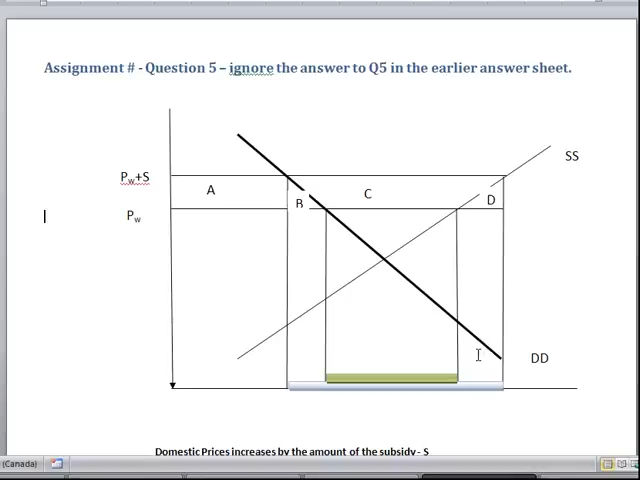 Assignment # - Question 5 – ignore the answer to Q5 in the earlier answer sheet.
SS
Pw+S
A
B
C
D
Pw
DD
Domestic Prices increases by the amount of the subsidy - S
(Canada)